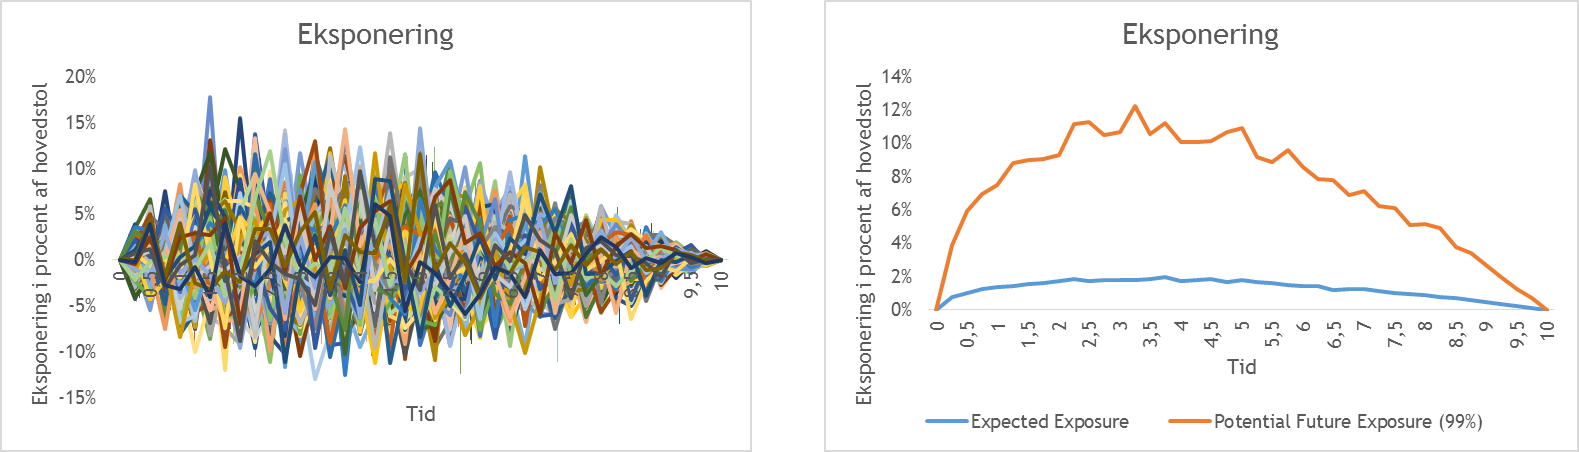 Eksponering
Eksponering i procent af hovedstol
20%
15%
10%
5%
0%
-5%
-10%
-15%
0
9,5
10
Tid
Eksponering
Eksponering i procent af hovedstol
14%
12%
10%
8%
6%
4%
2%
0%
0 0,5 1 1,5 2 2,5 3 3,5 4 4,5 5 5,5 6 6,5 7 7,5 8 8,5 9 9,5 10
Tid
Expected Exposure Potential Future Exposure (99%)